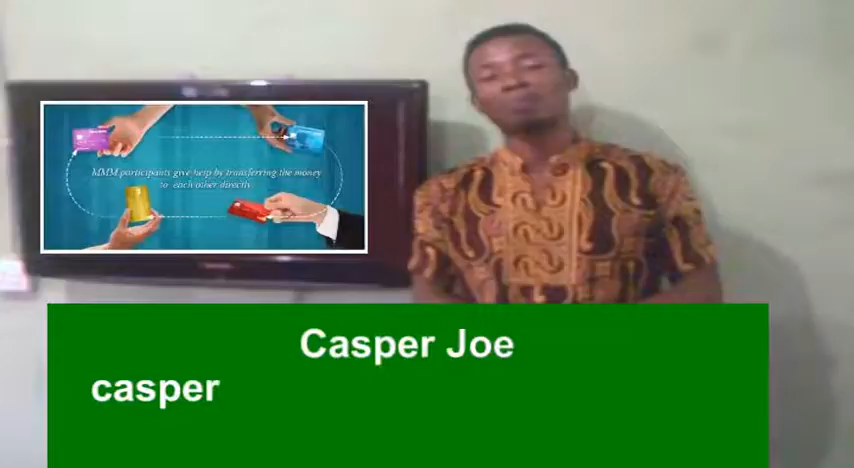 MMM participants give help by transferring the money
to each other directly
Casper Joe
casper